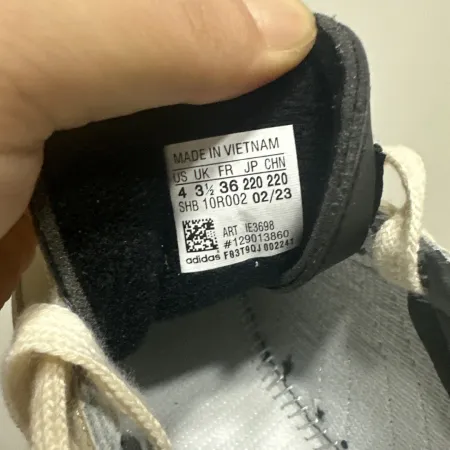 MADE IN VIETNAM
US UK FR JP CHN
4 3½ 36 220 220
SHB 10R002 02/23
ART IE3698
#129013860
adidas F03T9QJ002247